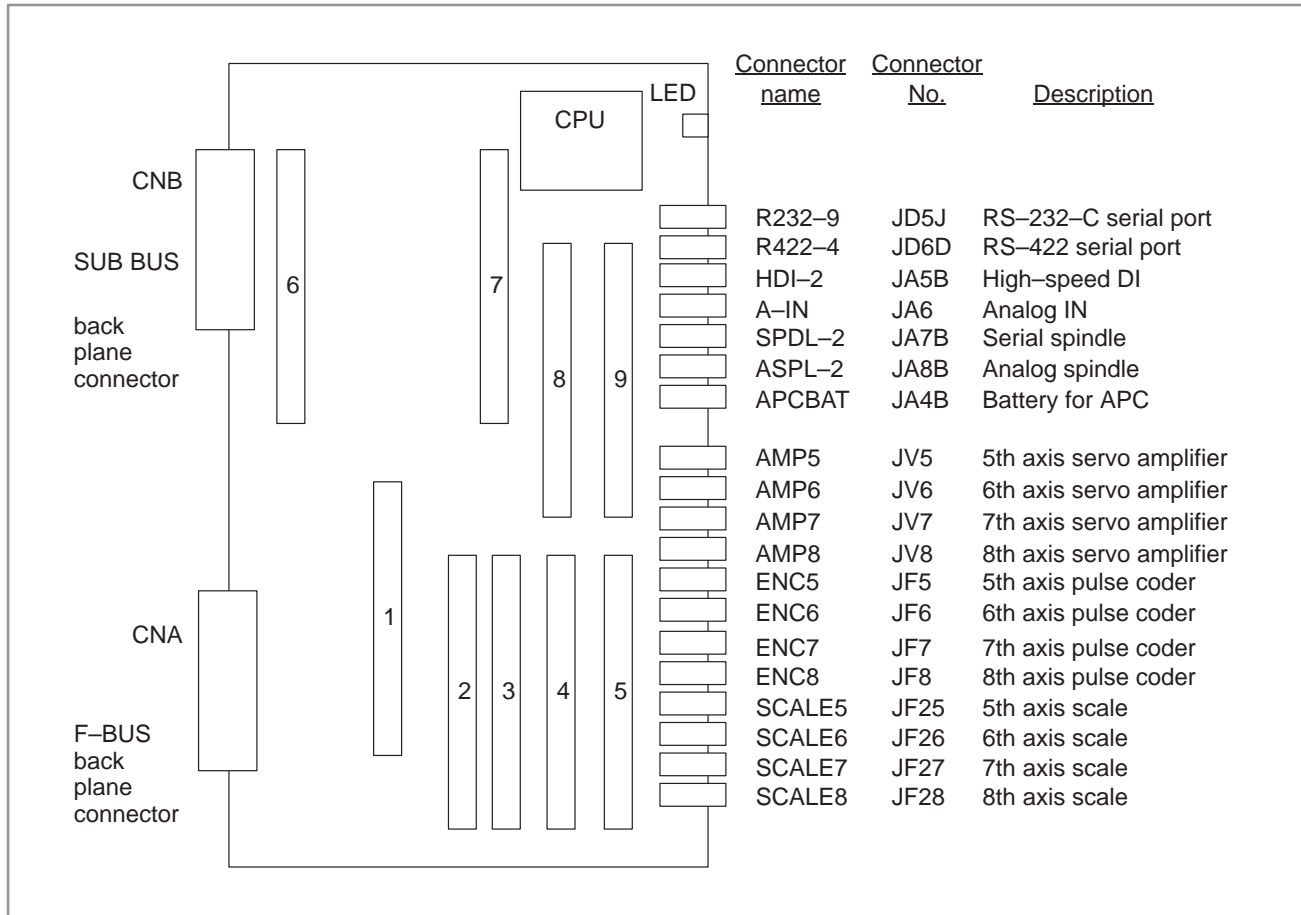 Connector name Connector No. Description
LED
CPU
CNB
SUB BUS
back
plane
connector
6
7
8
9
R232–9 JD5J RS–232–C serial port
R422–4 JD6D RS–422 serial port
HDI–2 JA5B High–speed DI
A–IN JA6 Analog IN
SPDL–2 JA7B Serial spindle
ASPL–2 JA8B Analog spindle
APCBAT JA4B Battery for APC
AMP5 JV5 5th axis servo amplifier
AMP6 JV6 6th axis servo amplifier
AMP7 JV7 7th axis servo amplifier
AMP8 JV8 8th axis servo amplifier
ENC5 JF5 5th axis pulse coder
ENC6 JF6 6th axis pulse coder
ENC7 JF7 7th axis pulse coder
ENC8 JF8 8th axis pulse coder
SCALE5 JF25 5th axis scale
SCALE6 JF26 6th axis scale
SCALE7 JF27 7th axis scale
SCALE8 JF28 8th axis scale
1
2
3
4
5
CNA
F–BUS
back
plane
connector